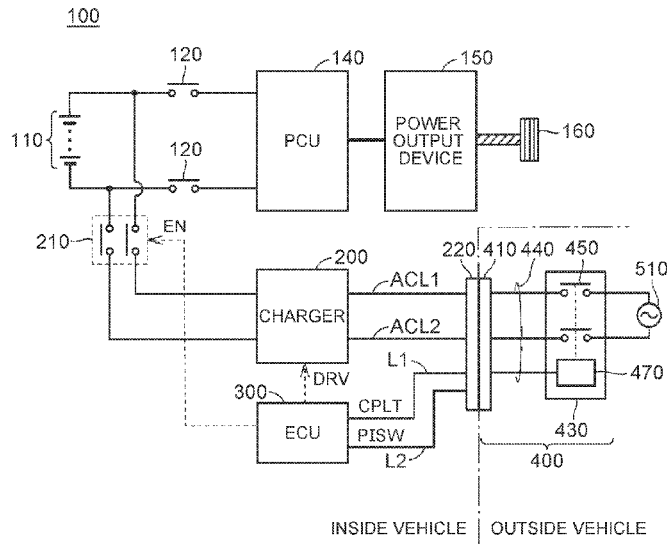 100
120
140
150
110
PCU
POWER
OUTPUT
DEVICE
160
120
210
EN
200
220
410
440
450
510
ACL1
CHARGER
ACL2
L1
DRV
300
CPLT
470
ECU
PISW
430
L2
400
INSIDE VEHICLE
OUTSIDE VEHICLE